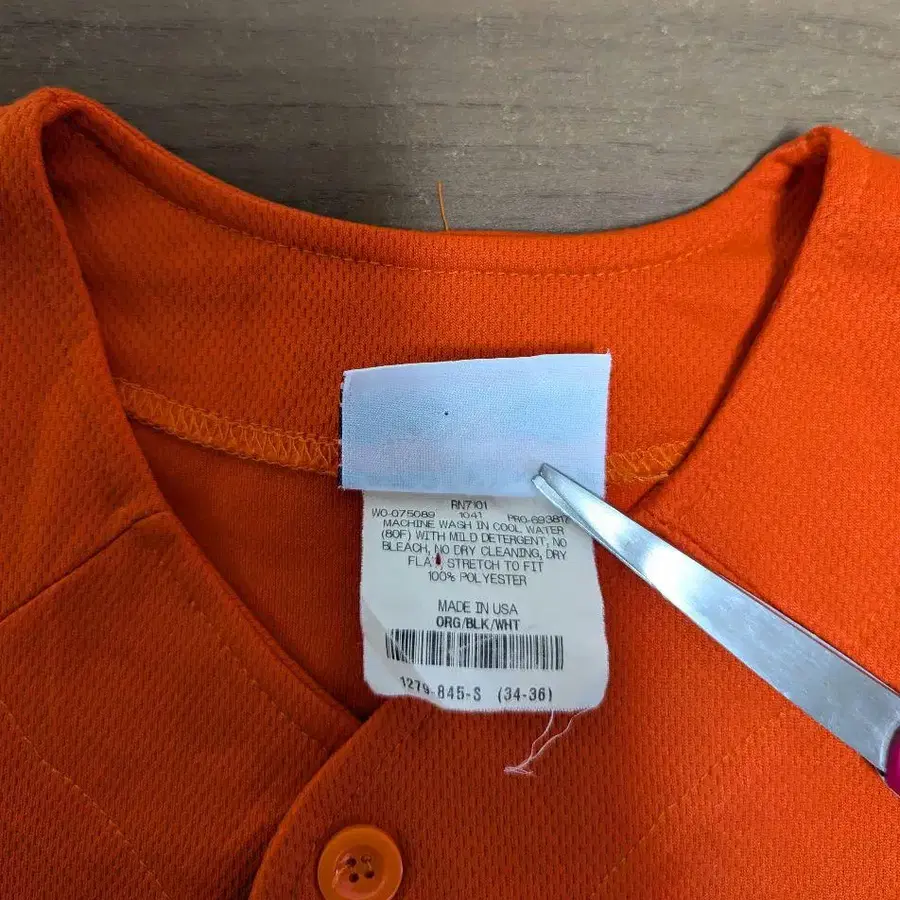 RN7101
WO-075089 1041 PRO-693817
MACHINE WASH IN COOL WATER
(80F) WITH MILD DETERGENT, NO
BLEACH, NO DRY CLEANING, DRY
FLAT STRETCH TO FIT
100% POLYESTER
MADE IN USA
ORG/BLK/WHT
1279-845-S (34-36)